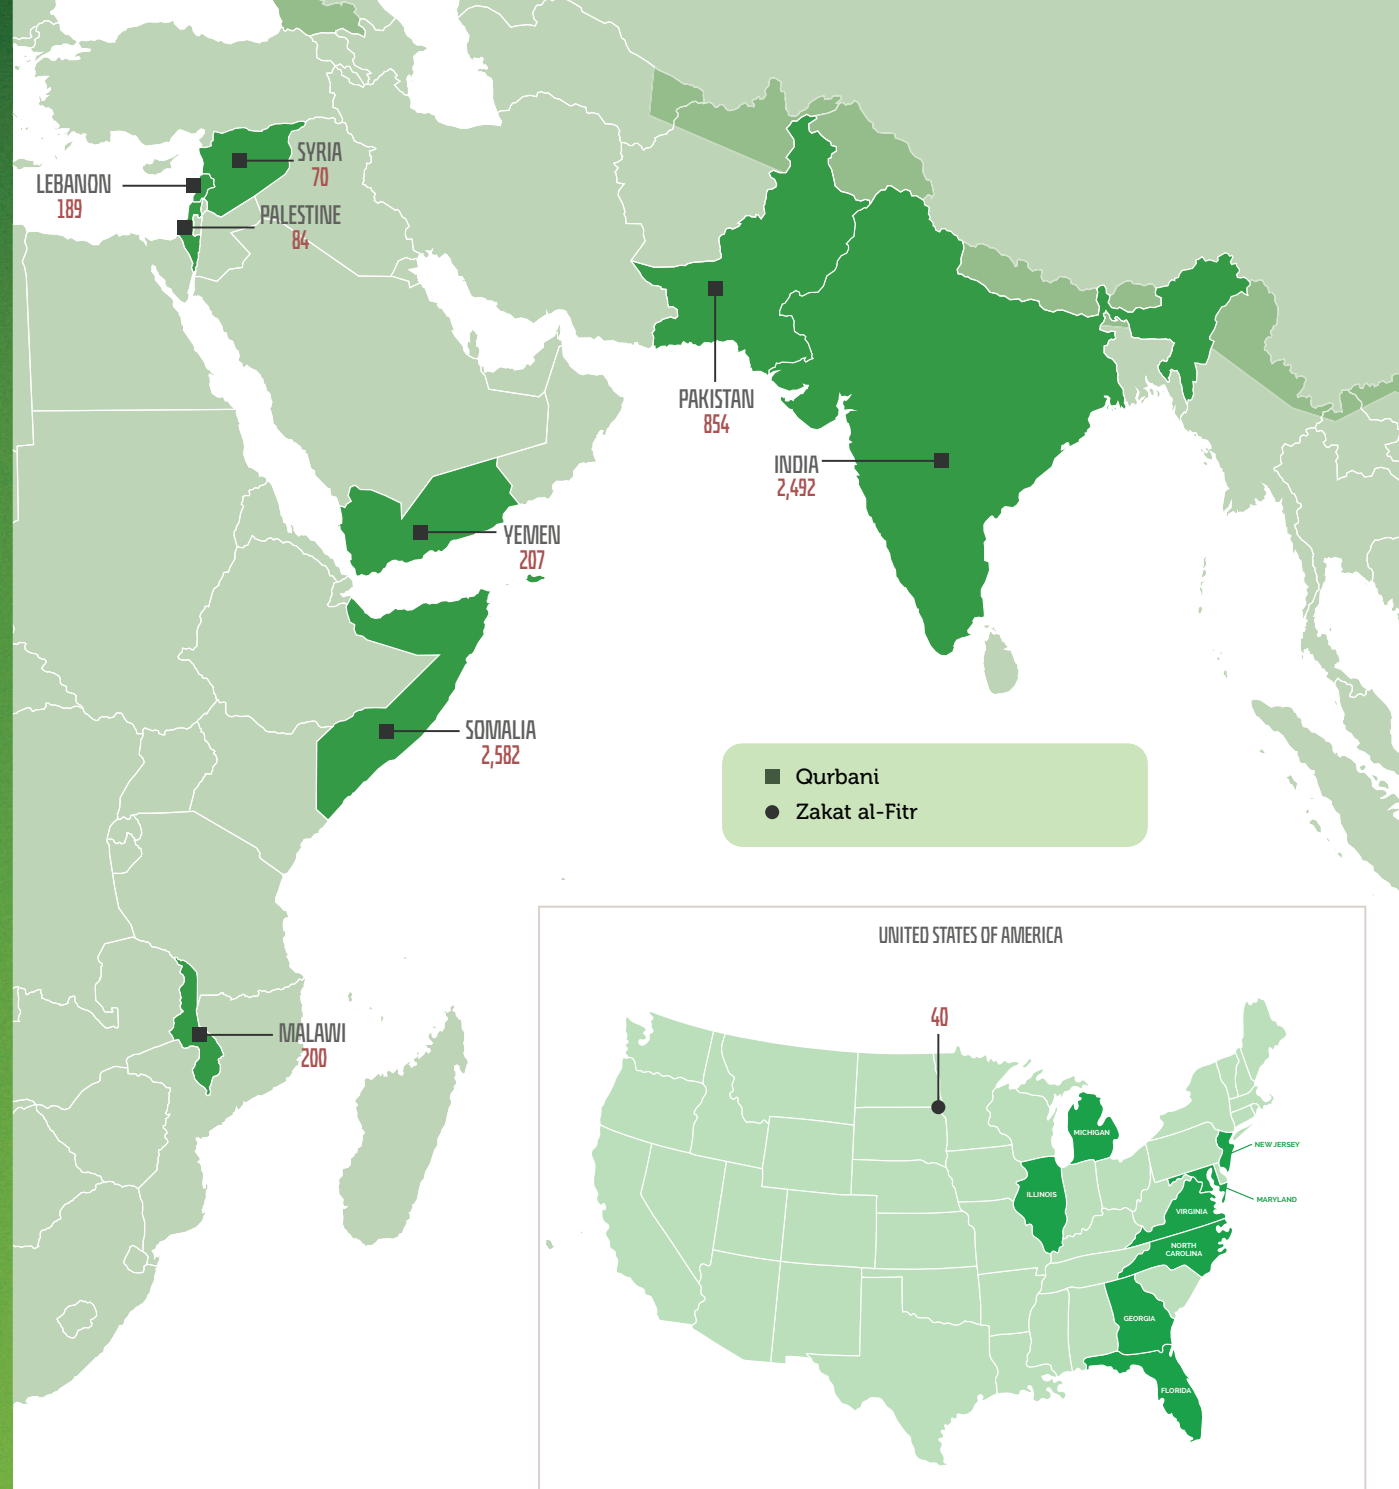 SYRIA
70
LEBANON
189
PALESTINE
84
PAKISTAN
854
INDIA
2,492
YEMEN
207
SOMALIA
2,582
Qurbani
Zakat al-Fitr
MALAWI
200
UNITED STATES OF AMERICA
40
MICHIGAN
NEW JERSEY
ILLINOIS
MARYLAND
VIRGINIA
NORTH
CAROLINA
GEORGIA
FLORIDA